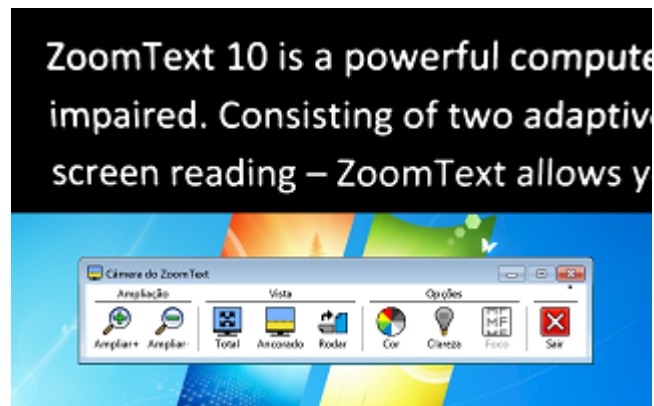 ZoomText 10 is a powerful compute
impaired. Consisting of two adaptive
screen reading – ZoomText allows y
Câmera do ZoomText
Ampliação Vista Opções
Ampliar+ Ampliar- Total Ancorado Rodar Cor Clareza Foco Sair